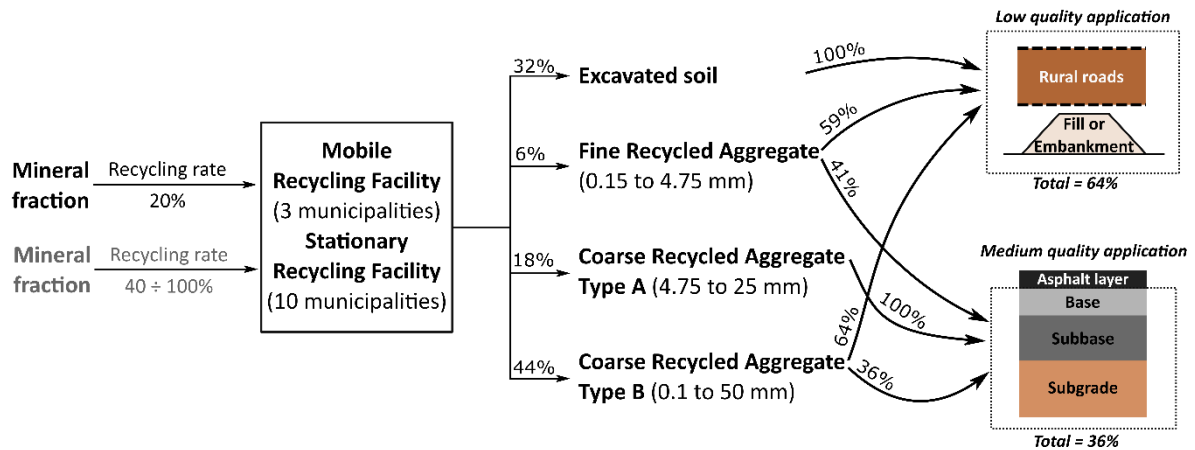 Mineral
fraction
Recycling rate
20%
Mineral
fraction
Recycling rate
40 ÷ 100%
Mobile
Recycling Facility
(3 municipalities)
Stationary
Recycling Facility
(10 municipalities)
32%
Excavated soil
100%
6%
Fine Recycled Aggregate
(0.15 to 4.75 mm)
59%
41%
18%
Coarse Recycled Aggregate
Type A (4.75 to 25 mm)
100%
44%
Coarse Recycled Aggregate
Type B (0.1 to 50 mm)
64%
36%
Low quality application
Rural roads
Fill or
Embankment
Total = 64%
Medium quality application
Asphalt layer
Base
Subbase
Subgrade
Total = 36%